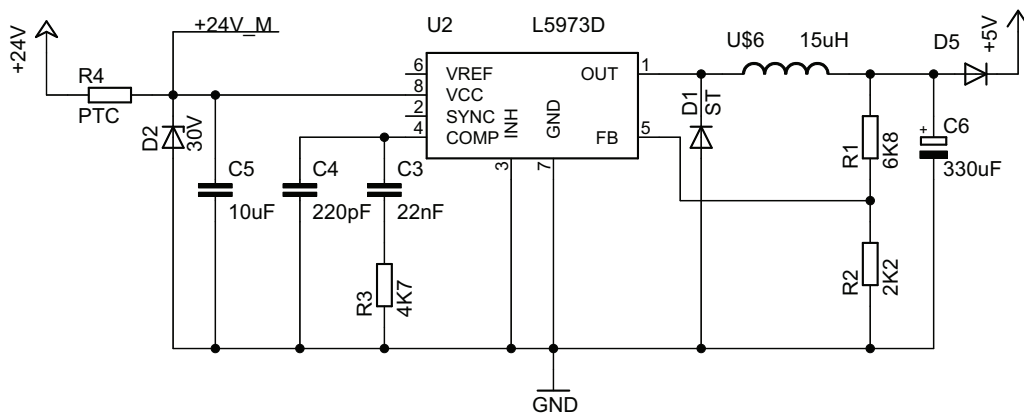 +24V
+24V_M
U2
L5973D
U$6
15uH
D5
+5V
R4
PTC
6
VREF
OUT
1
8
VCC
2
SYNC
4
COMP
INH
GND
FB
5
3
7
D2
30V
D1
ST
R1
6K8
+
C6
330uF
C5
10uF
C4
220pF
C3
22nF
R3
4K7
R2
2K2
GND